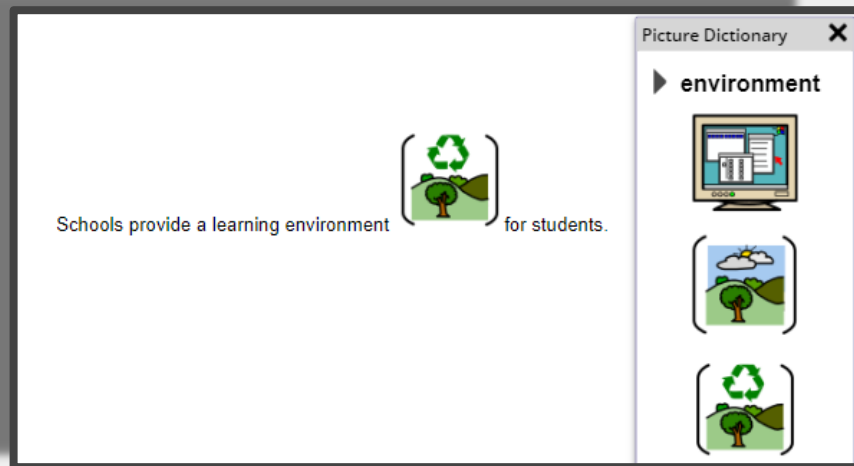 Picture Dictionary
environment
Schools provide a learning environment for students.